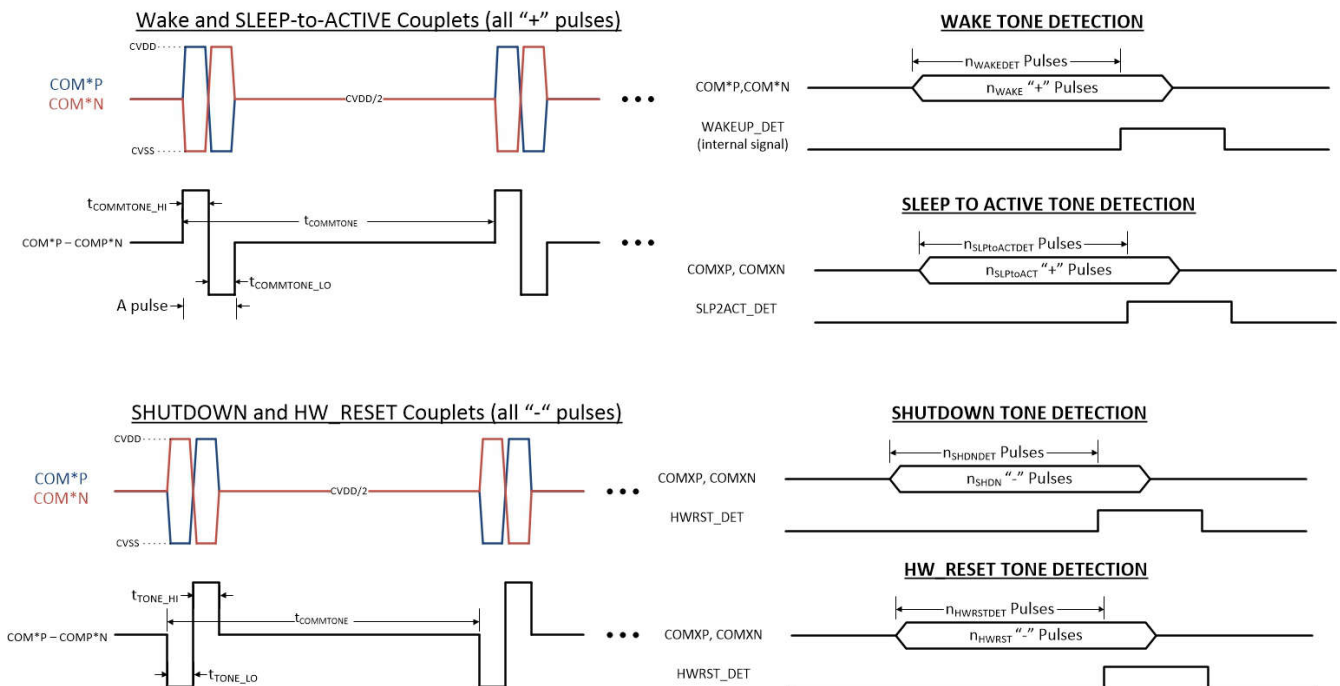 Wake and SLEEP-to-ACTIVE Couplets (all “+” pulses)
CVDD
COM*P
COM*N
CVDD/2
CVSS
tCOMMTONE_HI
tCOMMTONE
COM*P – COMP*N
tCOMMTONE_LO
A pulse
WAKE TONE DETECTION
nWAKEDET Pulses
COM*P,COM*N
nWAKE “+” Pulses
WAKEUP_DET
(internal signal)
SLEEP TO ACTIVE TONE DETECTION
nSLPtoACTDET Pulses
COMXP, COMXN
nSLPtoACT “+” Pulses
SLP2ACT_DET
SHUTDOWN and HW_RESET Couplets (all “-“ pulses)
CVDD
COM*P
COM*N
CVDD/2
CVSS
tTONE_HI
tCOMMTONE
COM*P – COMP*N
tTONE_LO
SHUTDOWN TONE DETECTION
nSHDNDET Pulses
COMXP, COMXN
nSHDN “-” Pulses
HWRST_DET
HW_RESET TONE DETECTION
nHWRSTDET Pulses
COMXP, COMXN
nHWRST “-” Pulses
HWRST_DET